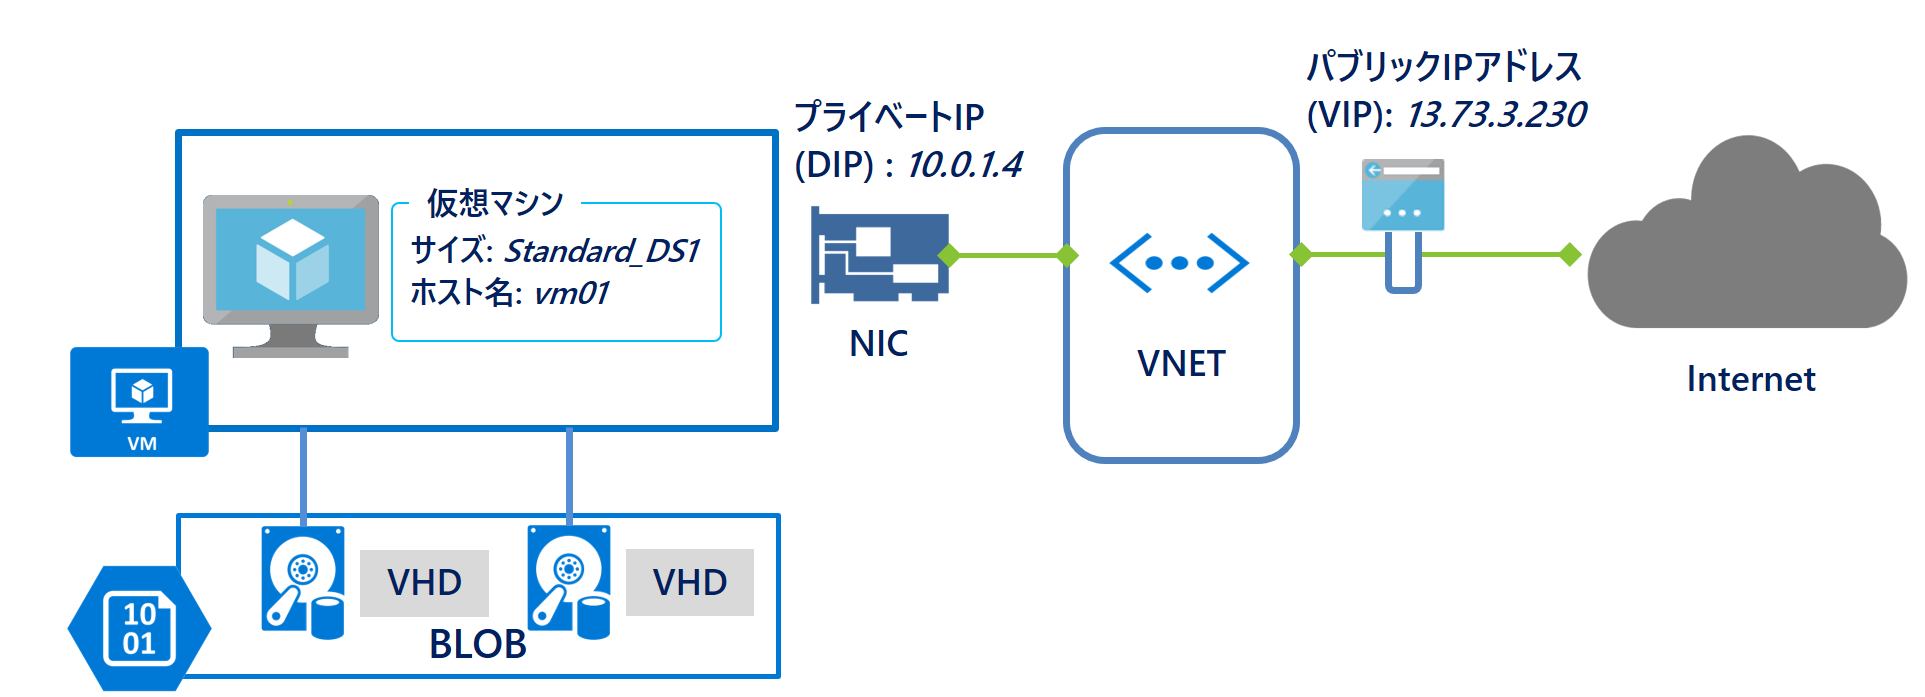 パブリックIPアドレス
(VIP): 13.73.3.230
プライベートIP
(DIP) : 10.0.1.4
仮想マシン
サイズ: Standard_DS1
ホスト名: vm01
NIC
VNET
Internet
VM
VHD
VHD
BLOB
10
01